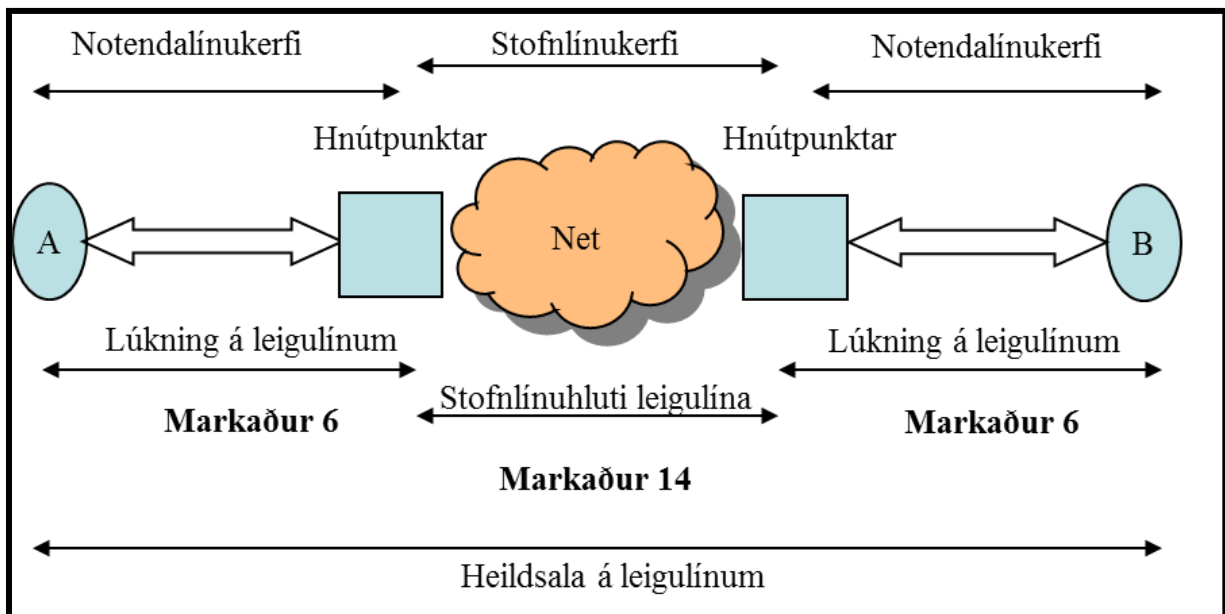 Notendalínukerfi
Stofnlínukerfi
Notendalínukerfi
Hnútpunktar
Hnútpunktar
A
Net
B
Lúkning á leigulínum
Lúkning á leigulínum
Stofnlínuhluti leigulína
Markaður 6
Markaður 6
Markaður 14
Heildsala á leigulínum